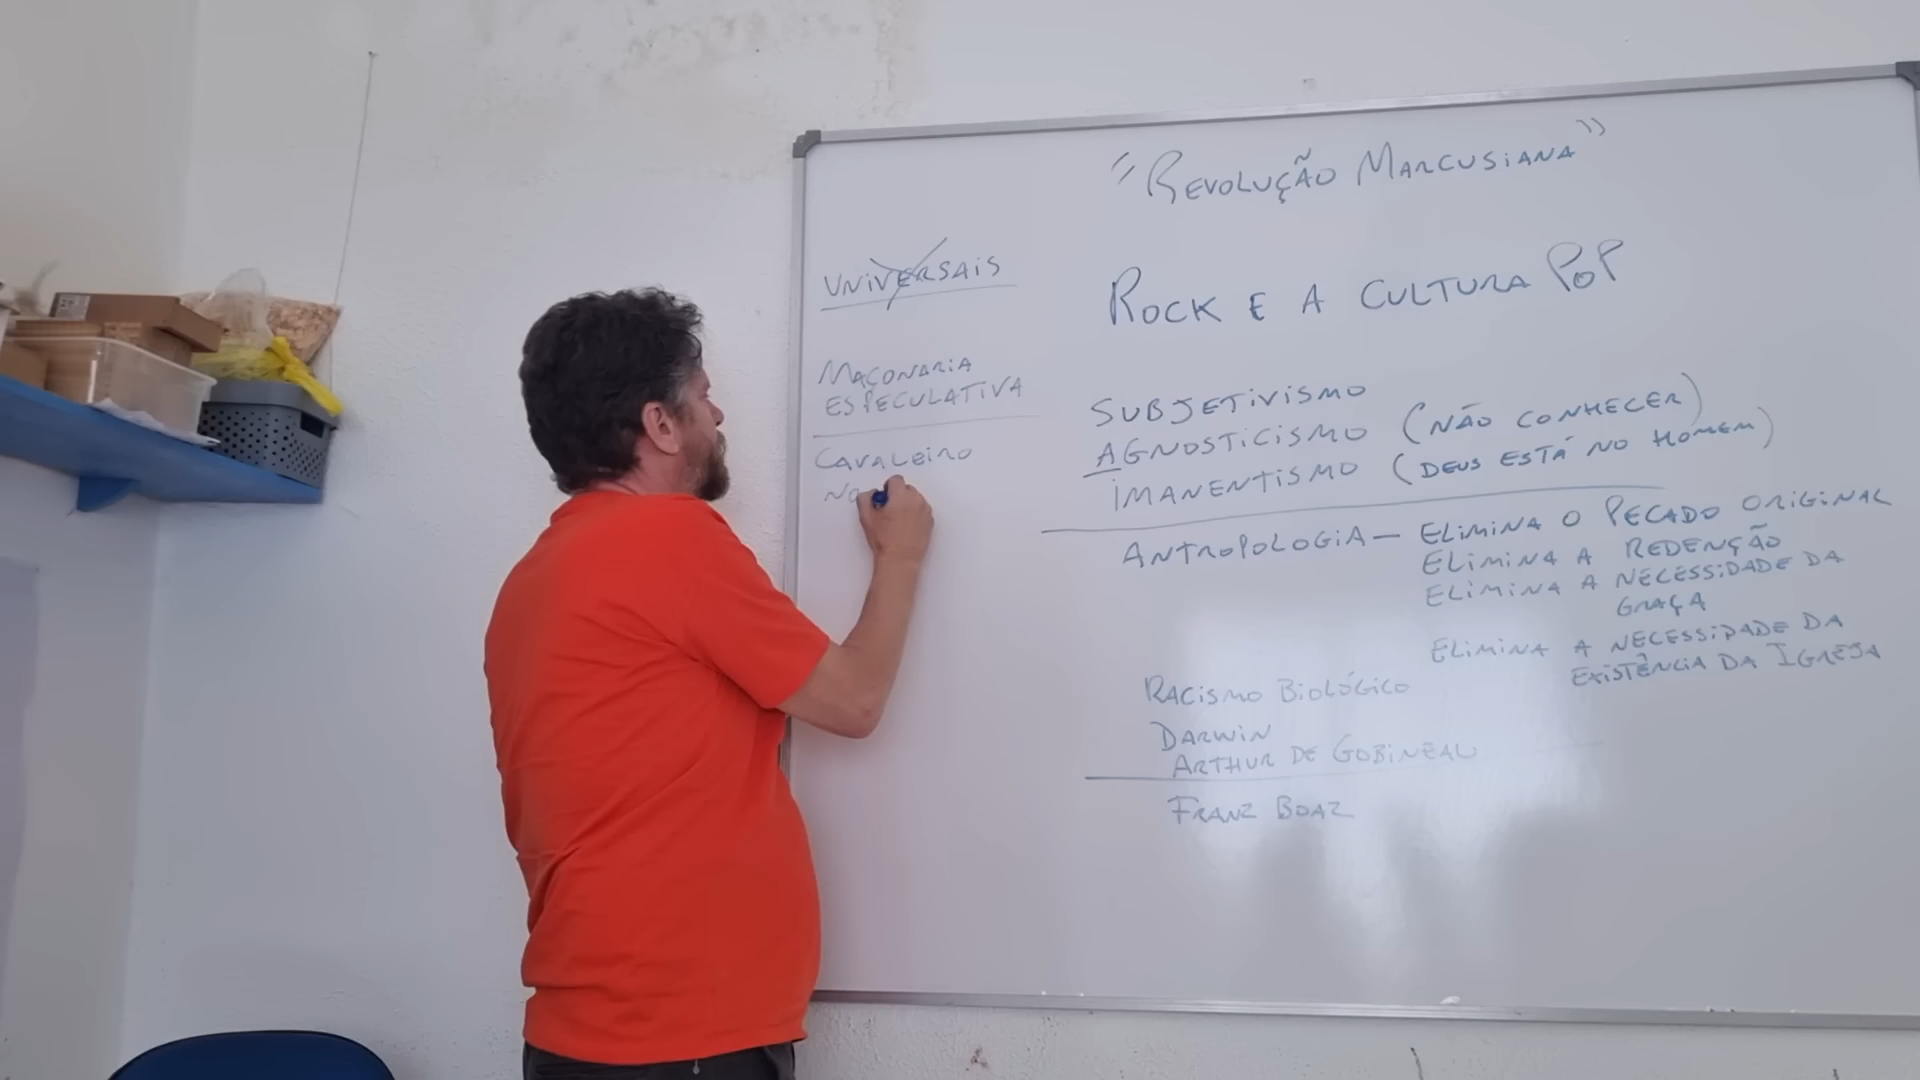 "REVOLUÇÃO MARCUSIANA"
UNIVERSAIS
ROCK E A CULTURA POP
MAÇONARIA
ESPECULATIVA
CAVALEIRO
NO
SUBJETIVISMO
AGNOSTICISMO (NÃO CONHECER)
IMANENTISMO (DEUS ESTÁ NO HOMEM)
ANTROPOLOGIA — ELIMINA O PECADO ORIGINAL
ELIMINA A REDENÇÃO
ELIMINA A NECESSIDADE DA
GRAÇA
ELIMINA A NECESSIDADE DA
EXISTÊNCIA DA IGREJA
RACISMO BIOLÓGICO
DARWIN
ARTHUR DE GOBINEAU
FRANZ BOAZ